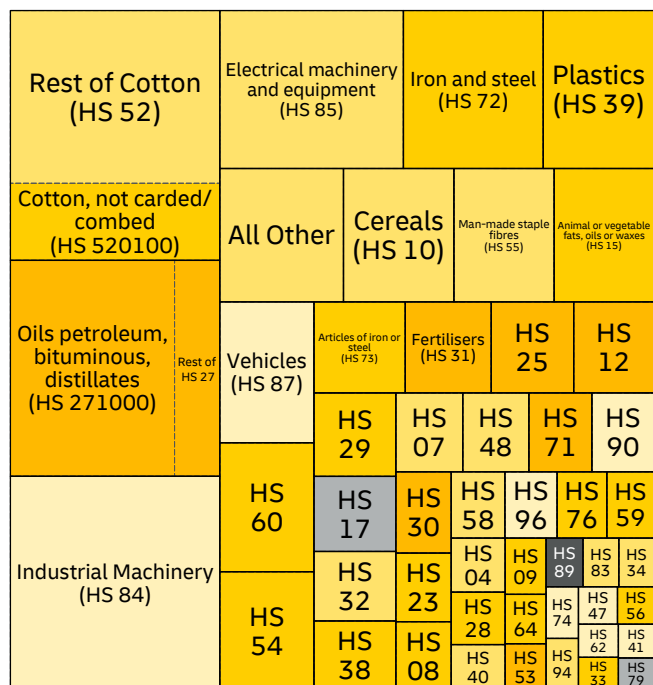 Rest of Cotton
(HS 52)
Electrical machinery
and equipment
(HS 85)
Iron and steel
(HS 72)
Plastics
(HS 39)
Cotton, not carded/
combed
(HS 520100)
All Other
Cereals
(HS 10)
Man-made staple
fibres
(HS 55)
Animal or vegetable
fats, oils or waxes
(HS 15)
Oils petroleum,
bituminous,
distillates
(HS 271000)
Rest of
HS 27
Vehicles
(HS 87)
Articles of iron or
steel
(HS 73)
Fertilisers
(HS 31)
HS
25
HS
12
HS
29
HS
07
HS
48
HS
71
HS
90
HS
60
HS
17
HS
30
HS
58
HS
96
HS
76
HS
59
Industrial Machinery
(HS 84)
HS
54
HS
32
HS
23
HS
04
HS
09
HS
89
HS
83
HS
34
HS
38
HS
08
HS
28
HS
64
HS
74
HS
47
HS
56
HS
40
HS
53
HS
94
HS
62
HS
41
HS
33
HS
79